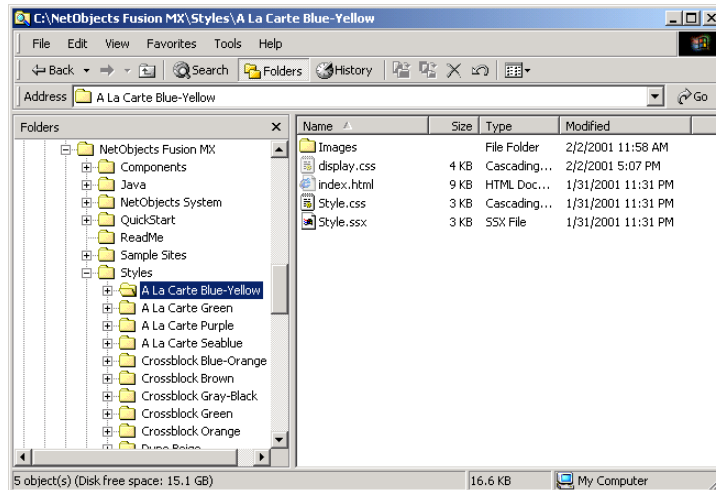 C:\NetObjects Fusion MX\Styles\A La Carte Blue-Yellow
File Edit View Favorites Tools Help
Back Search Folders History
Address A La Carte Blue-Yellow Go
Folders
NetObjects Fusion MX
Components
Java
NetObjects System
QuickStart
ReadMe
Sample Sites
Styles
A La Carte Blue-Yellow
A La Carte Green
A La Carte Purple
A La Carte Seablue
Crossblock Blue-Orange
Crossblock Brown
Crossblock Gray-Black
Crossblock Green
Crossblock Orange
Name Size Type Modified
Images File Folder 2/2/2001 11:58 AM
display.css 4 KB Cascading... 2/2/2001 5:07 PM
index.html 9 KB HTML Doc... 1/31/2001 11:31 PM
Style.css 3 KB Cascading... 1/31/2001 11:31 PM
Style.ssx 3 KB SSX File 1/31/2001 11:31 PM
5 object(s) (Disk free space: 15.1 GB) 16.6 KB My Computer